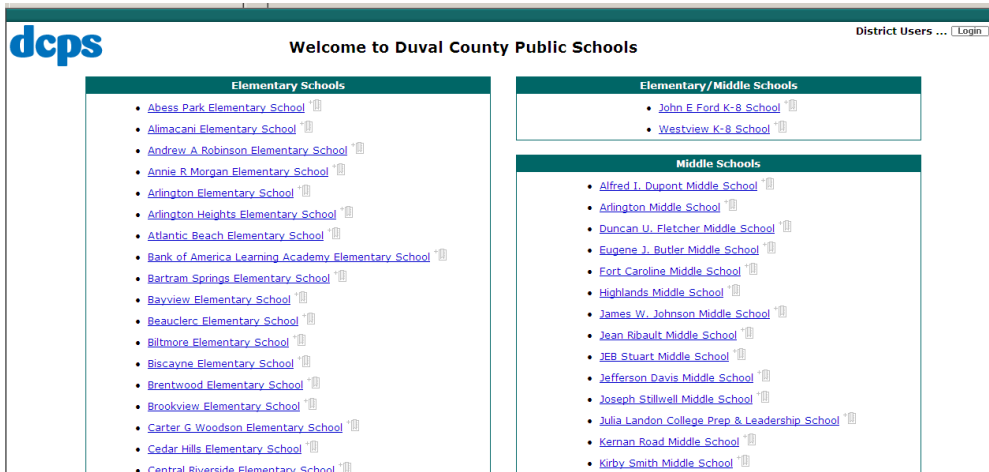 dcps
Welcome to Duval County Public Schools
District Users ... Login
Elementary Schools
Abess Park Elementary School
Alimacani Elementary School
Andrew A Robinson Elementary School
Annie R Morgan Elementary School
Arlington Elementary School
Arlington Heights Elementary School
Atlantic Beach Elementary School
Bank of America Learning Academy Elementary School
Bartram Springs Elementary School
Bayview Elementary School
Beauclerc Elementary School
Biltmore Elementary School
Biscayne Elementary School
Brentwood Elementary School
Brookview Elementary School
Carter G Woodson Elementary School
Cedar Hills Elementary School
Central Riverside Elementary School
Elementary/Middle Schools
John E Ford K-8 School
Westview K-8 School
Middle Schools
Alfred I. Dupont Middle School
Arlington Middle School
Duncan U. Fletcher Middle School
Eugene J. Butler Middle School
Fort Caroline Middle School
Highlands Middle School
James W. Johnson Middle School
Jean Ribault Middle School
JEB Stuart Middle School
Jefferson Davis Middle School
Joseph Stillwell Middle School
Julia Landon College Prep & Leadership School
Kernan Road Middle School
Kirby Smith Middle School